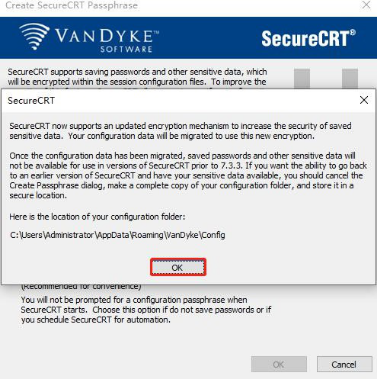 Create SecureCRT Passphrase
VANDYKE™
SOFTWARE
SecureCRT®
SecureCRT supports saving passwords and other sensitive data, which
will be encrypted within the session configuration files. To improve the
SecureCRT
SecureCRT now supports an updated encryption mechanism to increase the security of saved
sensitive data. Your configuration data will be migrated to use this new encryption.
Once the configuration data has been migrated, saved passwords and other sensitive data will
not be available for use in versions of SecureCRT prior to 7.3.3. If you want the ability to go back
to an earlier version of SecureCRT and have your sensitive data available, you should cancel the
Create Passphrase dialog, make a complete copy of your configuration folder, and store it in a
secure location.
Here is the location of your configuration folder:
C:\Users\Administrator\AppData\Roaming\VanDyke\Config
OK
(Recommended for convenience)
You will not be prompted for a configuration passphrase when
SecureCRT starts. Choose this option if do not save passwords or if
you schedule SecureCRT for automation.
OK
Cancel